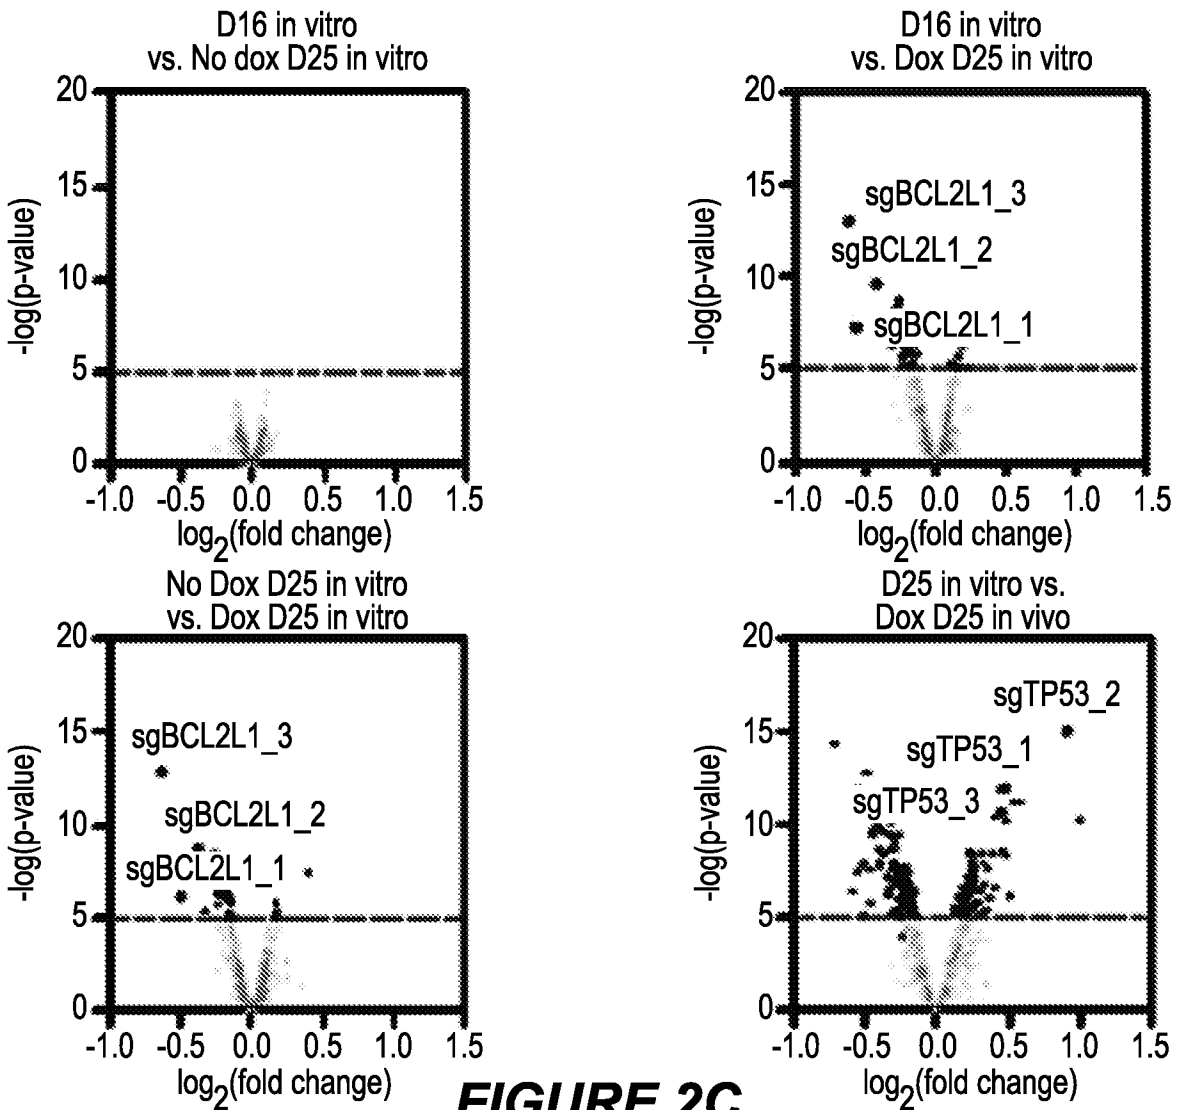 D16 in vitro
vs. No dox D25 in vitro
20
15
10
5
0
-log(p-value)
-1.0 -0.5 0.0 0.5 1.0 1.5
log2(fold change)
D16 in vitro
vs. Dox D25 in vitro
20
15
10
5
0
-log(p-value)
sgBCL2L1_3
sgBCL2L1_2
sgBCL2L1_1
-1.0 -0.5 0.0 0.5 1.0 1.5
log2(fold change)
No Dox D25 in vitro
vs. Dox D25 in vitro
20
15
10
5
0
-log(p-value)
sgBCL2L1_3
sgBCL2L1_2
sgBCL2L1_1
-1.0 -0.5 0.0 0.5 1.0 1.5
log2(fold change)
D25 in vitro vs.
Dox D25 in vivo
20
15
10
5
0
-log(p-value)
sgTP53_2
sgTP53_1
sgTP53_3
-1.0 -0.5 0.0 0.5 1.0 1.5
log2(fold change)
FIGURE 2C